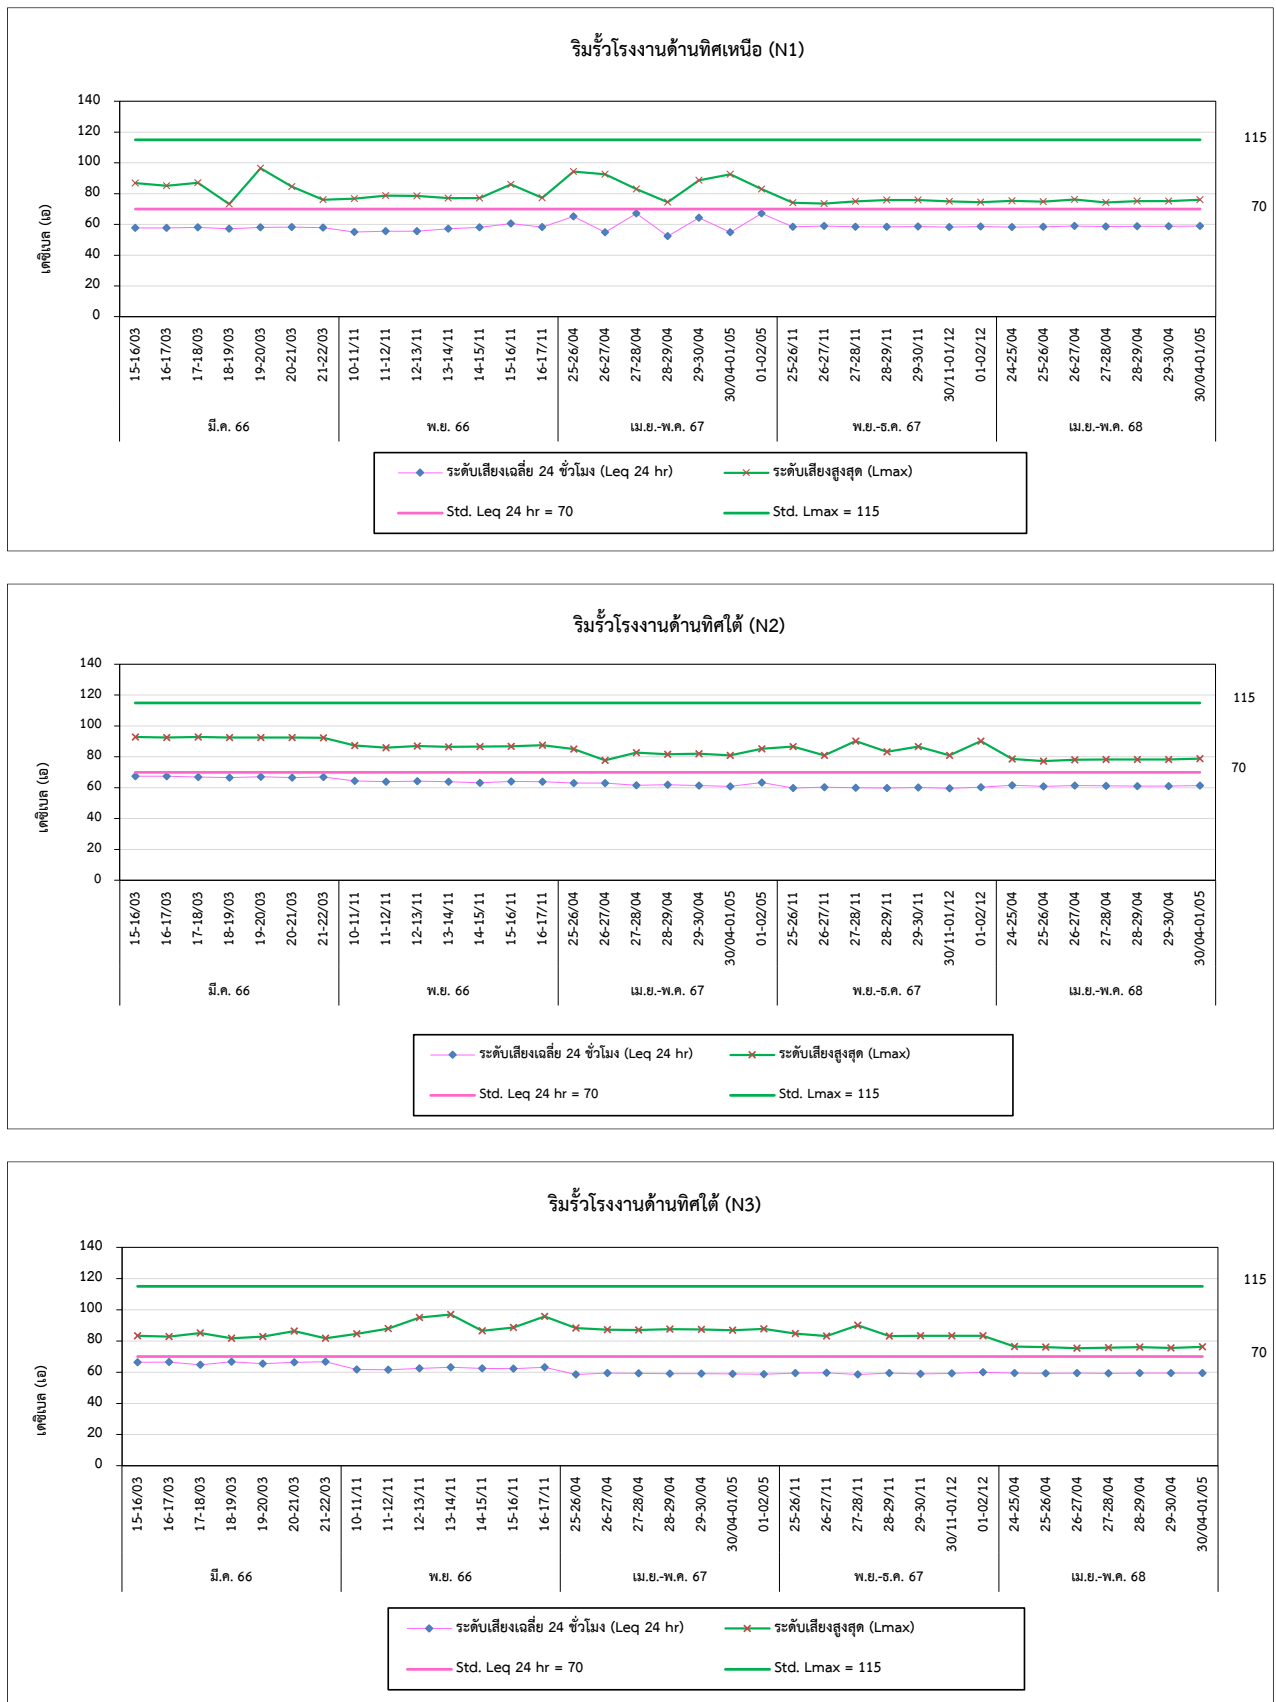 ริมรั้วโรงงานด้านทิศเหนือ (N1)
เดซิเบล (เอ)
140
120
100
80
60
40
20
0
115
70
15-16/03 16-17/03 17-18/03 18-19/03 19-20/03 20-21/03 21-22/03 10-11/11 11-12/11 12-13/11 13-14/11 14-15/11 15-16/11 16-17/11 25-26/04 26-27/04 27-28/04 28-29/04 29-30/04 30/04-01/05 01-02/05 25-26/11 26-27/11 27-28/11 28-29/11 29-30/11 30/11-01/12 01-02/12 24-25/04 25-26/04 26-27/04 27-28/04 28-29/04 29-30/04 30/04-01/05
มี.ค. 66 พ.ย. 66 เม.ย.-พ.ค. 67 พ.ย.-ธ.ค. 67 เม.ย.-พ.ค. 68
ระดับเสียงเฉลี่ย 24 ชั่วโมง (Leq 24 hr) ระดับเสียงสูงสุด (Lmax)
Std. Leq 24 hr = 70 Std. Lmax = 115
ริมรั้วโรงงานด้านทิศใต้ (N2)
เดซิเบล (เอ)
140
120
100
80
60
40
20
0
115
70
15-16/03 16-17/03 17-18/03 18-19/03 19-20/03 20-21/03 21-22/03 10-11/11 11-12/11 12-13/11 13-14/11 14-15/11 15-16/11 16-17/11 25-26/04 26-27/04 27-28/04 28-29/04 29-30/04 30/04-01/05 01-02/05 25-26/11 26-27/11 27-28/11 28-29/11 29-30/11 30/11-01/12 01-02/12 24-25/04 25-26/04 26-27/04 27-28/04 28-29/04 29-30/04 30/04-01/05
มี.ค. 66 พ.ย. 66 เม.ย.-พ.ค. 67 พ.ย.-ธ.ค. 67 เม.ย.-พ.ค. 68
ระดับเสียงเฉลี่ย 24 ชั่วโมง (Leq 24 hr) ระดับเสียงสูงสุด (Lmax)
Std. Leq 24 hr = 70 Std. Lmax = 115
ริมรั้วโรงงานด้านทิศใต้ (N3)
เดซิเบล (เอ)
140
120
100
80
60
40
20
0
115
70
15-16/03 16-17/03 17-18/03 18-19/03 19-20/03 20-21/03 21-22/03 10-11/11 11-12/11 12-13/11 13-14/11 14-15/11 15-16/11 16-17/11 25-26/04 26-27/04 27-28/04 28-29/04 29-30/04 30/04-01/05 01-02/05 25-26/11 26-27/11 27-28/11 28-29/11 29-30/11 30/11-01/12 01-02/12 24-25/04 25-26/04 26-27/04 27-28/04 28-29/04 29-30/04 30/04-01/05
มี.ค. 66 พ.ย. 66 เม.ย.-พ.ค. 67 พ.ย.-ธ.ค. 67 เม.ย.-พ.ค. 68
ระดับเสียงเฉลี่ย 24 ชั่วโมง (Leq 24 hr) ระดับเสียงสูงสุด (Lmax)
Std. Leq 24 hr = 70 Std. Lmax = 115